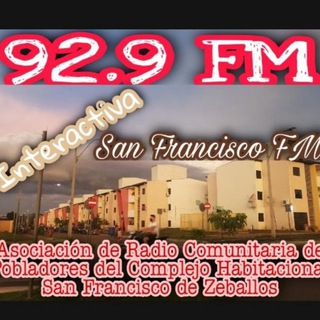 92.9 FM
Interactiva
San Francisco FM
Asociación de Radio Comunitaria de
obladores del Complejo Habitaciona
San Francisco de Zeballos